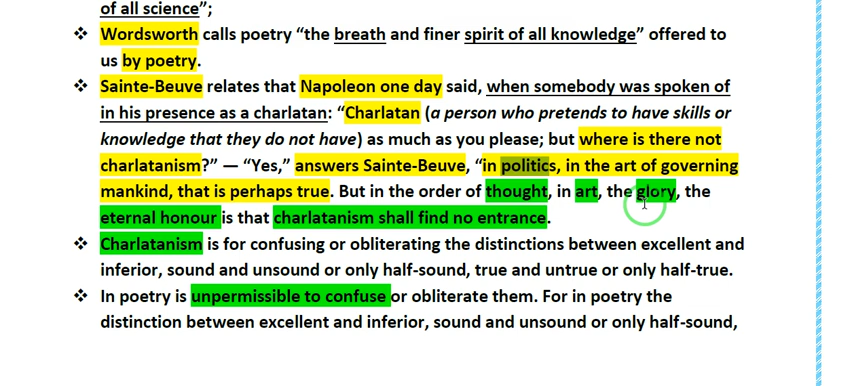 of all science”;
❖ Wordsworth calls poetry “the breath and finer spirit of all knowledge” offered to
us by poetry.
❖ Sainte-Beuve relates that Napoleon one day said, when somebody was spoken of
in his presence as a charlatan: “Charlatan (a person who pretends to have skills or
knowledge that they do not have) as much as you please; but where is there not
charlatanism?” — “Yes,” answers Sainte-Beuve, “in politics, in the art of governing
mankind, that is perhaps true. But in the order of thought, in art, the glory, the
eternal honour is that charlatanism shall find no entrance.
❖ Charlatanism is for confusing or obliterating the distinctions between excellent and
inferior, sound and unsound or only half-sound, true and untrue or only half-true.
❖ In poetry is unpermissible to confuse or obliterate them. For in poetry the
distinction between excellent and inferior, sound and unsound or only half-sound,